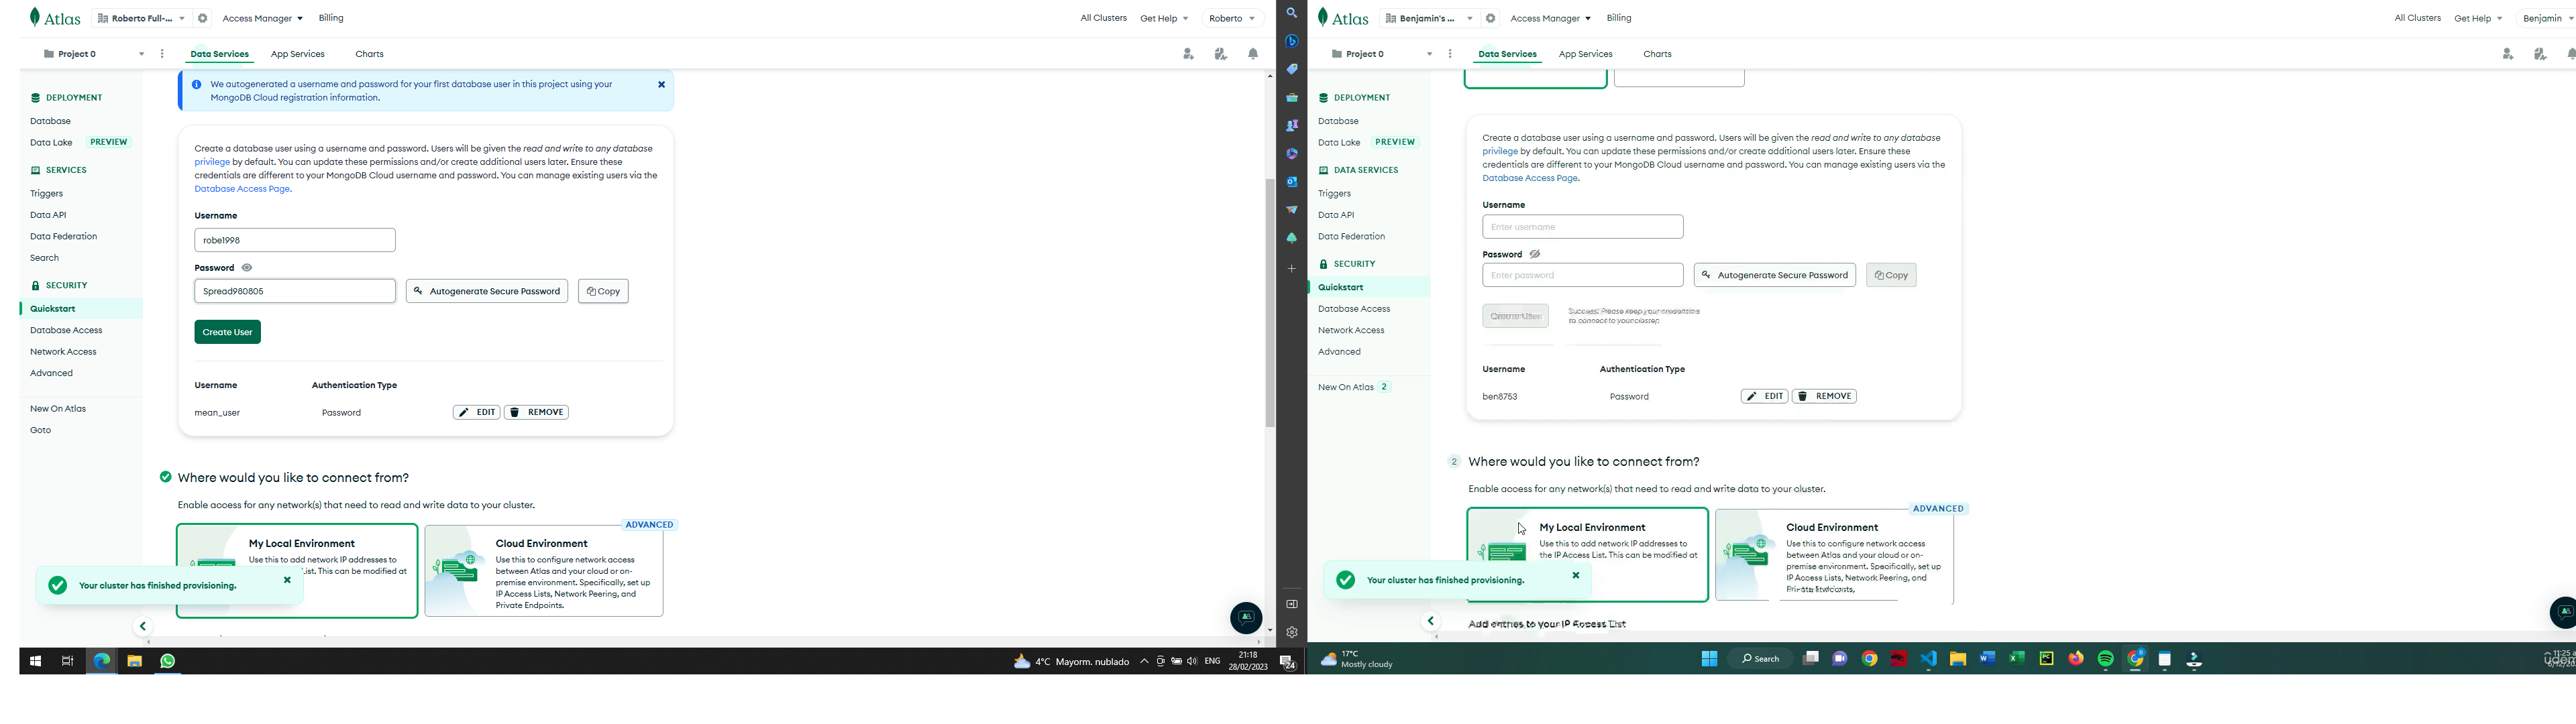 Atlas
Roberto Full-...
Access Manager
Billing
All Clusters
Get Help
Roberto
Project 0
Data Services
App Services
Charts
DEPLOYMENT
Database
Data Lake PREVIEW
SERVICES
Triggers
Data API
Data Federation
Search
SECURITY
Quickstart
Database Access
Network Access
Advanced
New On Atlas
Goto
We autogenerated a username and password for your first database user in this project using your
MongoDB Cloud registration information.
Create a database user using a username and password. Users will be given the read and write to any database
privilege by default. You can update these permissions and/or create additional users later. Ensure these
credentials are different to your MongoDB Cloud username and password. You can manage existing users via the
Database Access Page.
Username
robe1998
Password
Spread980805
Autogenerate Secure Password
Copy
Create User
Username Authentication Type
mean_user Password EDIT REMOVE
Where would you like to connect from?
Enable access for any network(s) that need to read and write data to your cluster.
ADVANCED
My Local Environment
Use this to add network IP addresses to
List. This can be modified at
Cloud Environment
Use this to configure network access
between Atlas and your cloud or on-
premise environment. Specifically, set up
IP Access Lists, Network Peering, and
Private Endpoints.
Your cluster has finished provisioning.
4°C Mayorm. nublado
ENG
21:18
28/02/2023
24
Atlas
Benjamin's ...
Access Manager
Billing
All Clusters
Get Help
Benjamin
Project 0
Data Services
App Services
Charts
DEPLOYMENT
Database
Data Lake PREVIEW
DATA SERVICES
Triggers
Data API
Data Federation
SECURITY
Quickstart
Database Access
Network Access
Advanced
New On Atlas 2
Create a database user using a username and password. Users will be given the read and write to any database
privilege by default. You can update these permissions and/or create additional users later. Ensure these
credentials are different to your MongoDB Cloud username and password. You can manage existing users via the
Database Access Page.
Username
Enter username
Password
Enter password
Autogenerate Secure Password
Copy
Create User
Success! Please keep your credentials
to connect to your cluster.
Username Authentication Type
ben8753 Password EDIT REMOVE
2 Where would you like to connect from?
Enable access for any network(s) that need to read and write data to your cluster.
ADVANCED
My Local Environment
Use this to add network IP addresses to
the IP Access List. This can be modified at
Cloud Environment
Use this to configure network access
between Atlas and your cloud or on-
premise environment. Specifically, set up
IP Access Lists, Network Peering, and
Private Endpoints.
Your cluster has finished provisioning.
Add entries to your IP Access List
17°C
Mostly cloudy
Search
11:25 a